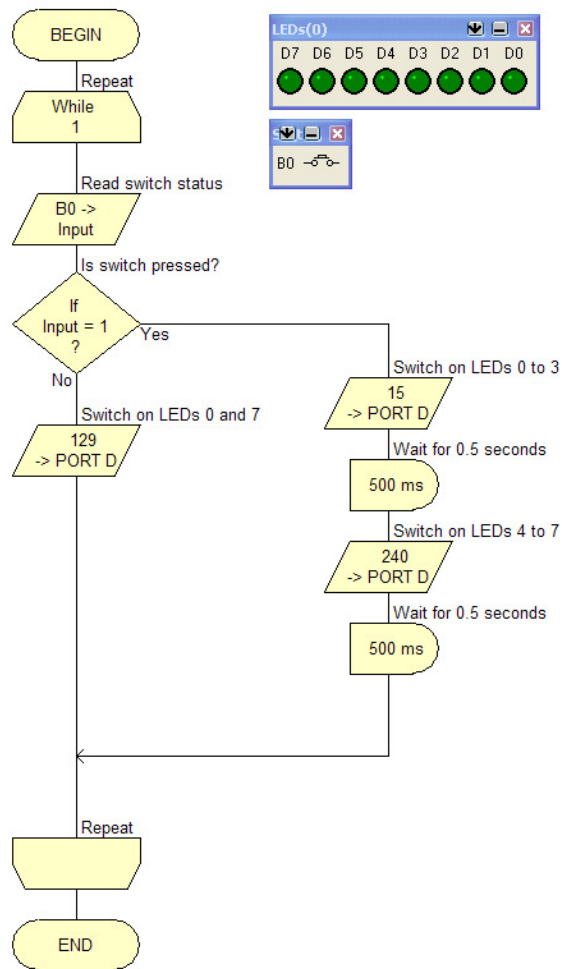 BEGIN
Repeat
While
1
Read switch status
B0 ->
Input
Is switch pressed?
If
Input = 1
?
Yes
No
Switch on LEDs 0 and 7
129
-> PORT D
Switch on LEDs 0 to 3
15
-> PORT D
Wait for 0.5 seconds
500 ms
Switch on LEDs 4 to 7
240
-> PORT D
Wait for 0.5 seconds
500 ms
Repeat
END
LEDs(0)
D7 D6 D5 D4 D3 D2 D1 D0
B0